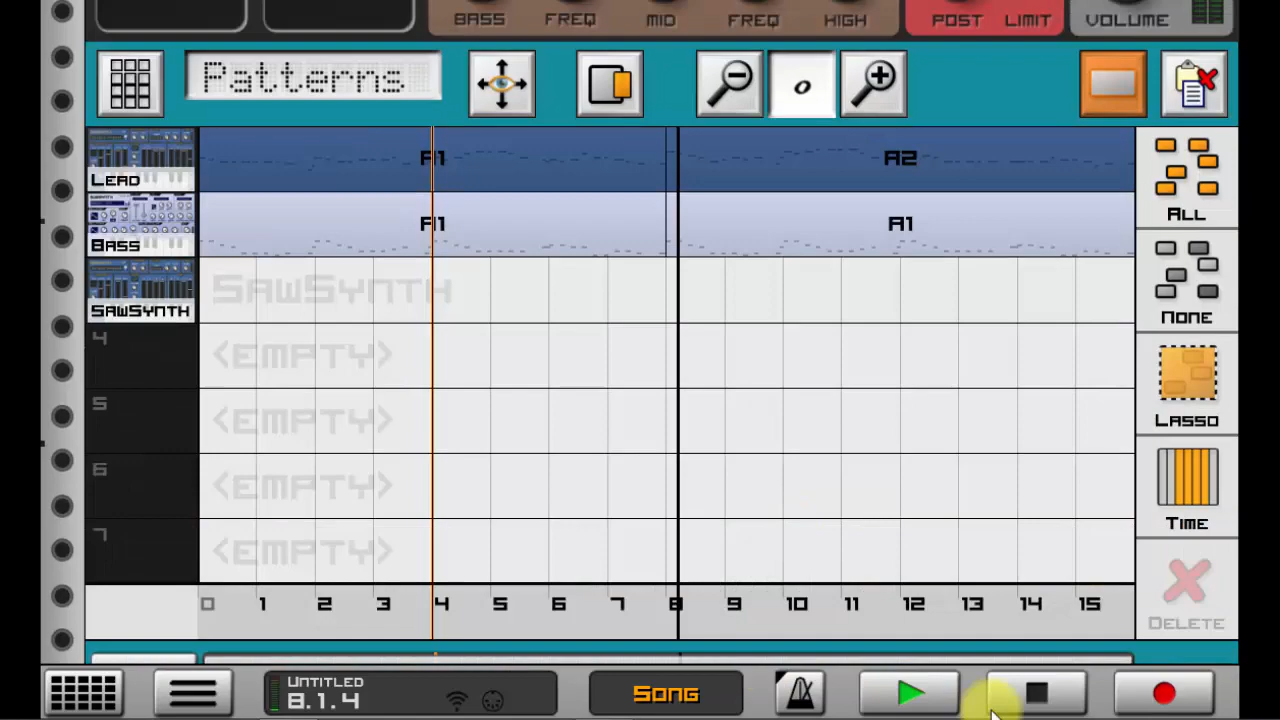 BASS FREQ MID FREQ HIGH POST LIMIT VOLUME
Patterns
LEAD A1 A2
BASS A1 A1
SAWSYNTH SAWSYNTH
4 <EMPTY>
5 <EMPTY>
6 <EMPTY>
7 <EMPTY>
0 1 2 3 4 5 6 7 8 9 10 11 12 13 14 15
ALL
NONE
LASSO
TIME
DELETE
UNTITLED
8.1.4
SONG